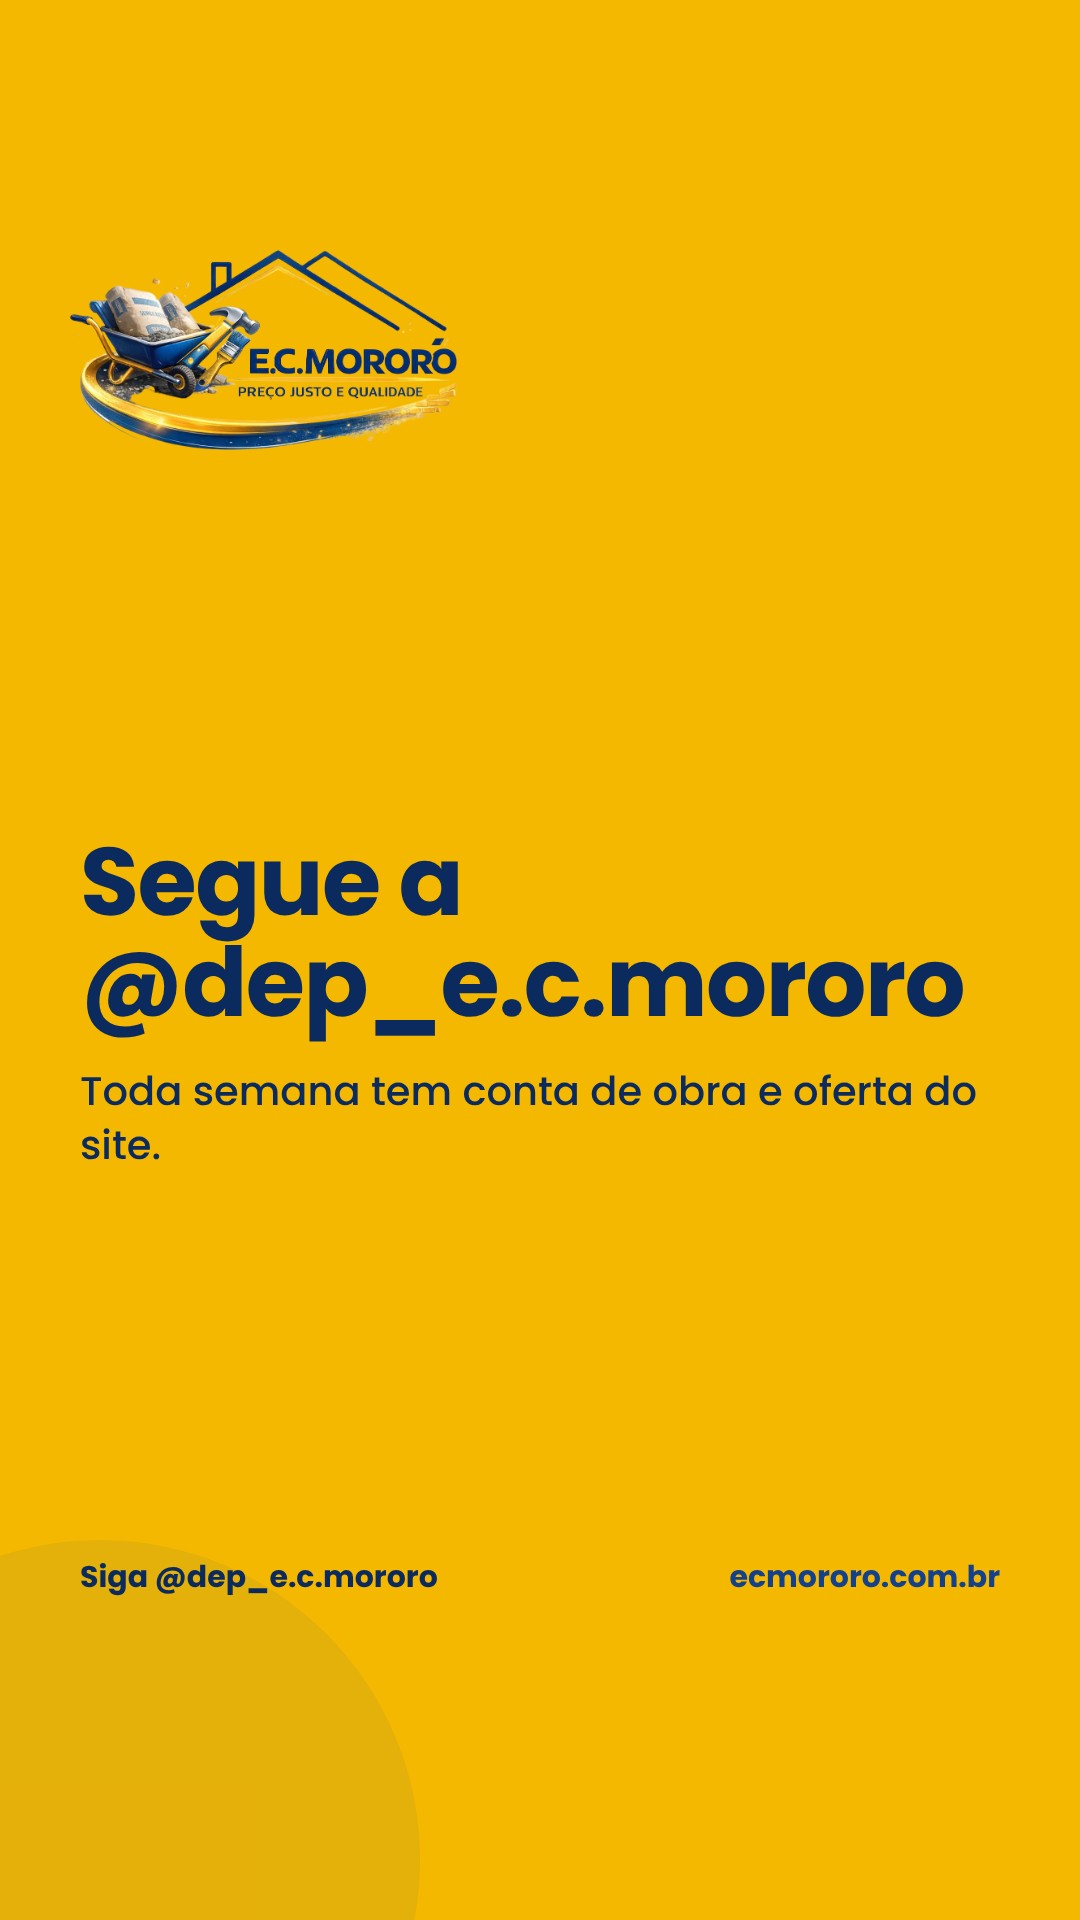 E.C.MORORÓ
PREÇO JUSTO E QUALIDADE
Segue a
@dep_e.c.mororo
Toda semana tem conta de obra e oferta do
site.
Siga @dep_e.c.mororo
ecmororo.com.br